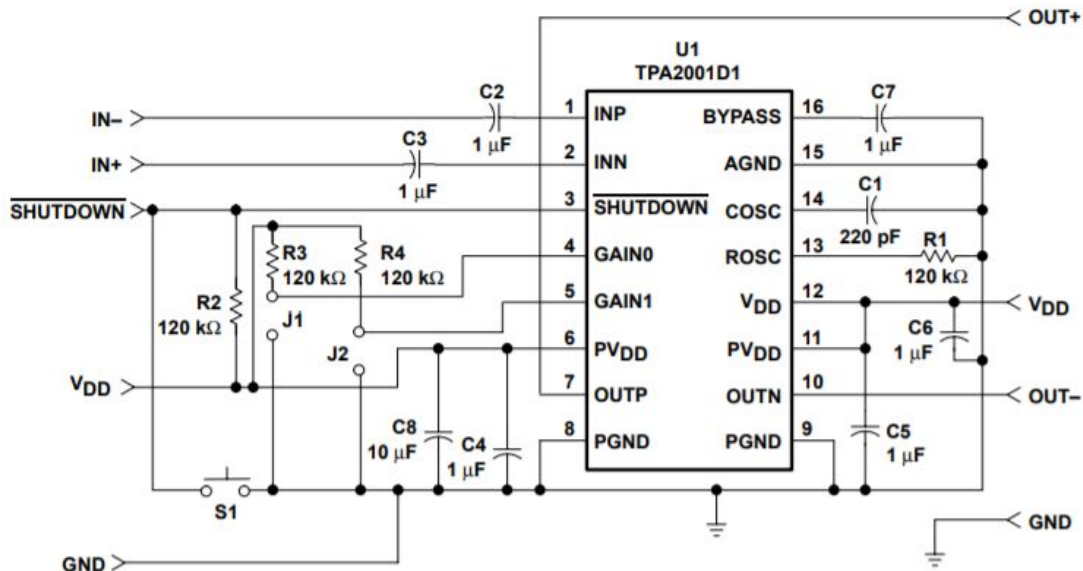 OUT+
U1
TPA2001D1
IN–
C2
1 μF
1
INP
BYPASS
16
C7
1 μF
IN+
C3
1 μF
2
INN
AGND
15
SHUTDOWN
3
SHUTDOWN
COSC
14
C1
220 pF
R3
120 kΩ
R4
120 kΩ
4
GAIN0
ROSC
13
R1
120 kΩ
R2
120 kΩ
J1
5
GAIN1
VDD
12
VDD
J2
6
PVDD
PVDD
11
C6
1 μF
VDD
7
OUTP
OUTN
10
OUT–
C8
10 μF
C4
1 μF
8
PGND
PGND
9
C5
1 μF
S1
GND
GND